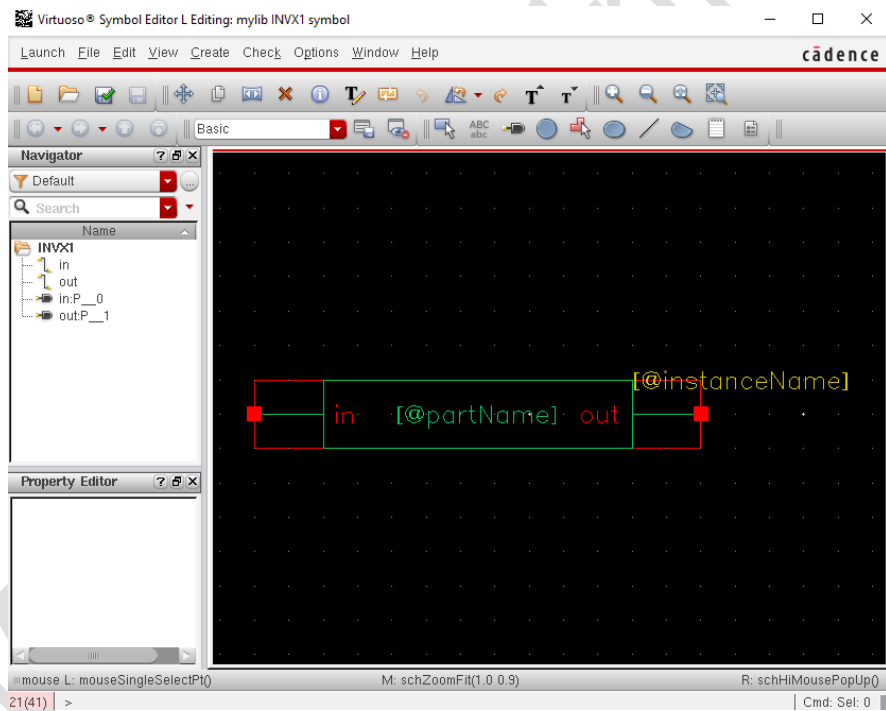 Virtuoso® Symbol Editor L Editing: mylib INVX1 symbol
Launch File Edit View Create Check Options Window Help
cādence
Basic
ABC
abc
Navigator
Default
Search
Name
INVX1
in
out
in:P__0
out:P__1
[@instanceName]
in [@partName] out
Property Editor
mouse L: mouseSingleSelectPt()
M: schZoomFit(1.0 0.9)
R: schHiMousePopUp()
21(41) >
Cmd: Sel: 0